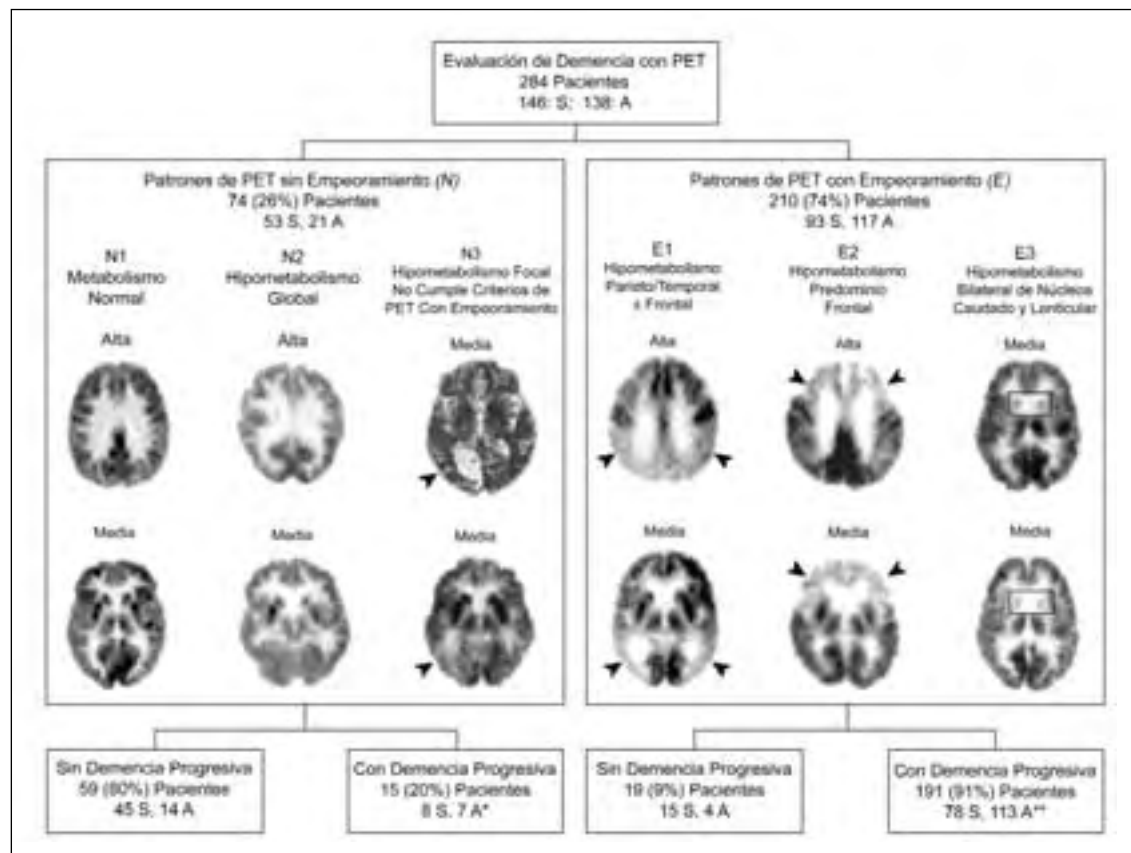 Evaluación de Demencia con PET
284 Pacientes
146: S; 138: A
Patrones de PET sin Empeoramiento (N)
74 (26%) Pacientes
53 S, 21 A
N1
Metabolismo
Normal
N2
Hipometabolismo
Global
N3
Hipometabolismo Focal
No Cumple Criterios de
PET Con Empeoramiento
Alta
Alta
Media
Media
Media
Media
Patrones de PET con Empeoramiento (E)
210 (74%) Pacientes
93 S, 117 A
E1
Hipometabolismo
Parieto/Temporal
± Frontal
E2
Hipometabolismo
Predominio
Frontal
E3
Hipometabolismo
Bilateral de Núcleos
Caudado y Lenticular
Alta
Alta
Media
Media
Media
Media
Sin Demencia Progresiva
59 (80%) Pacientes
45 S, 14 A
Con Demencia Progresiva
15 (20%) Pacientes
8 S, 7 A*
Sin Demencia Progresiva
19 (9%) Pacientes
15 S, 4 A
Con Demencia Progresiva
191 (91%) Pacientes
78 S, 113 A**